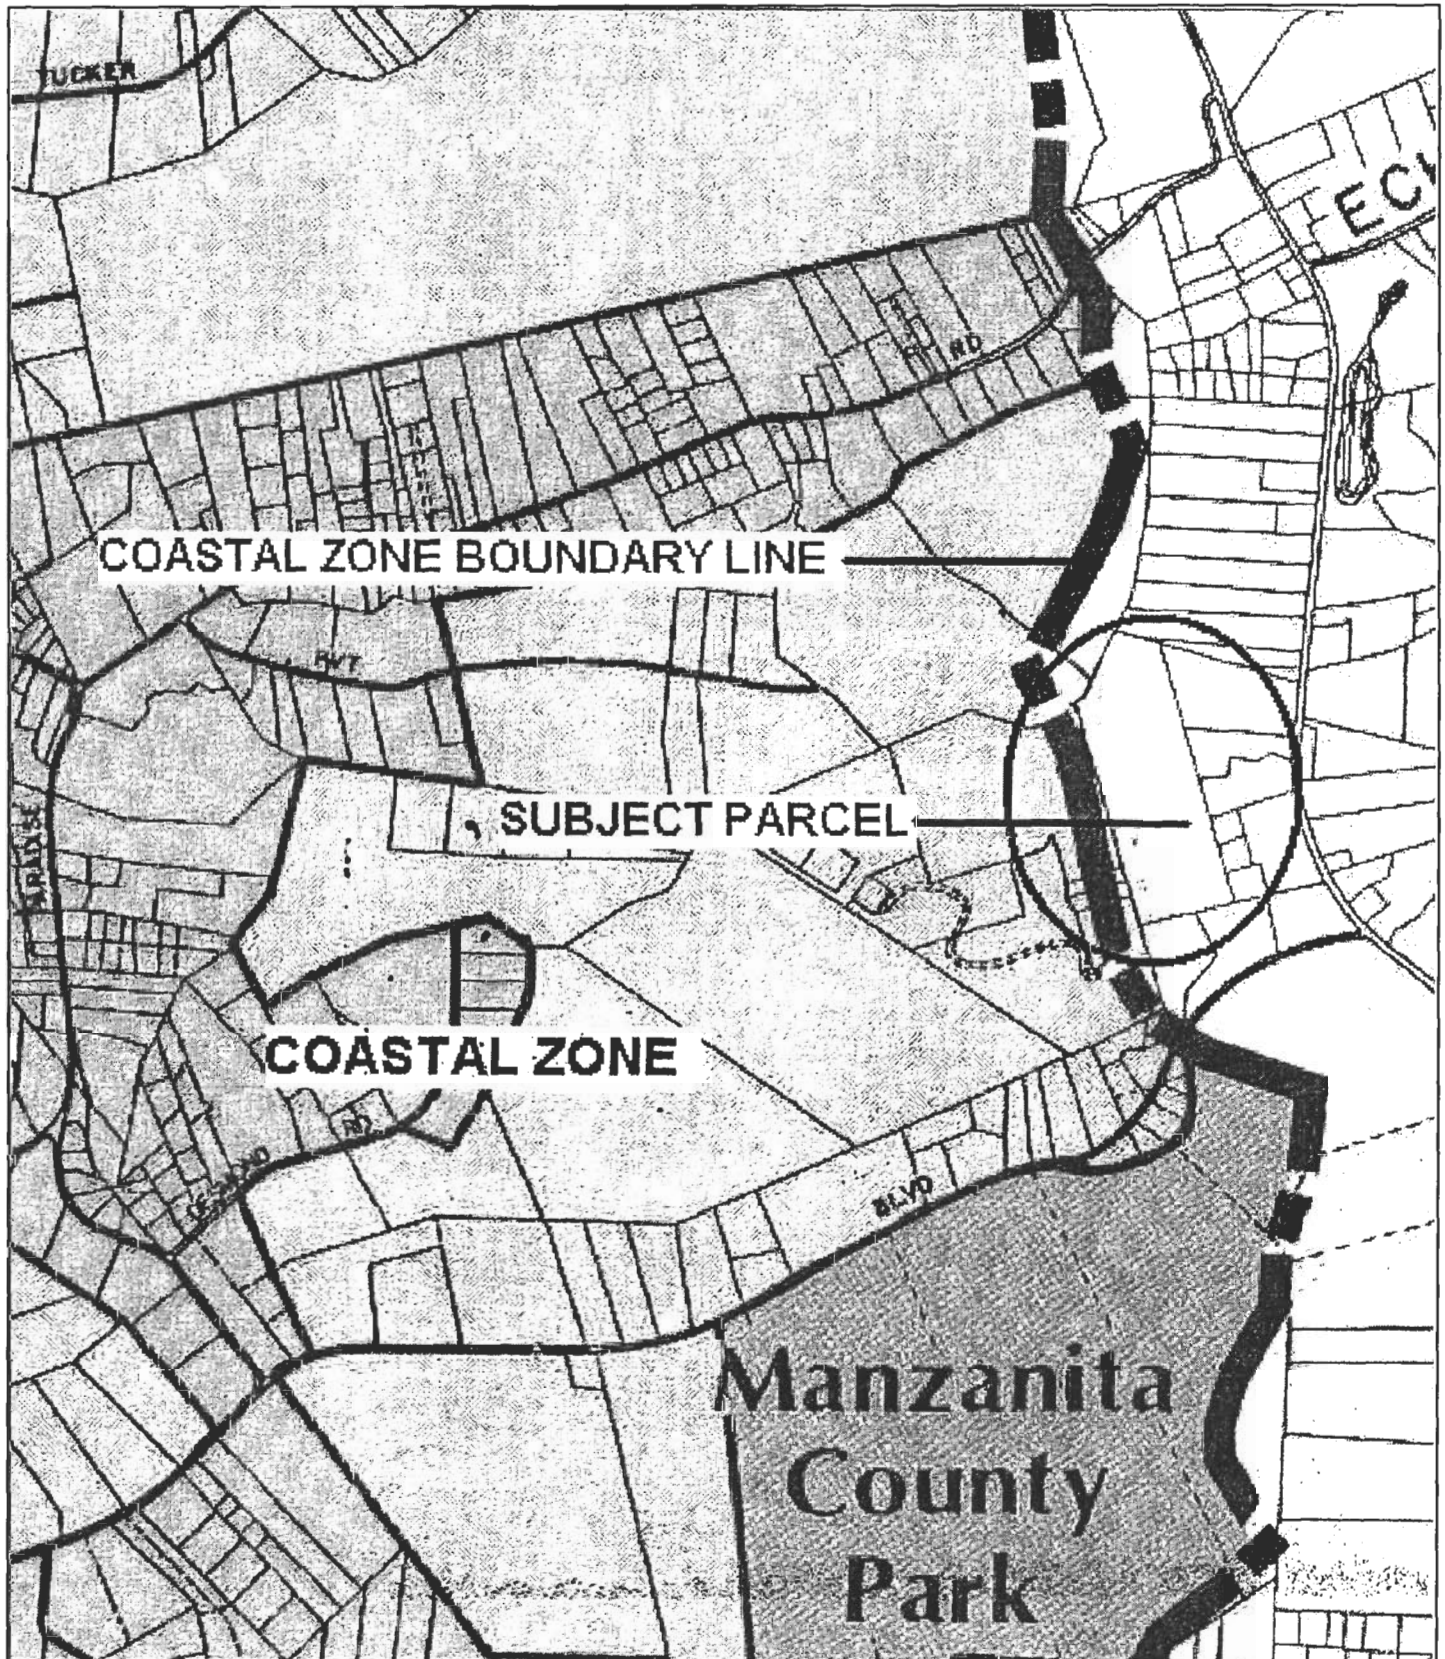 TUCKER
EC
RD
COASTAL ZONE BOUNDARY LINE
PVT
SUBJECT PARCEL
COASTAL ZONE
RD
BLVD
Manzanita
County
Park